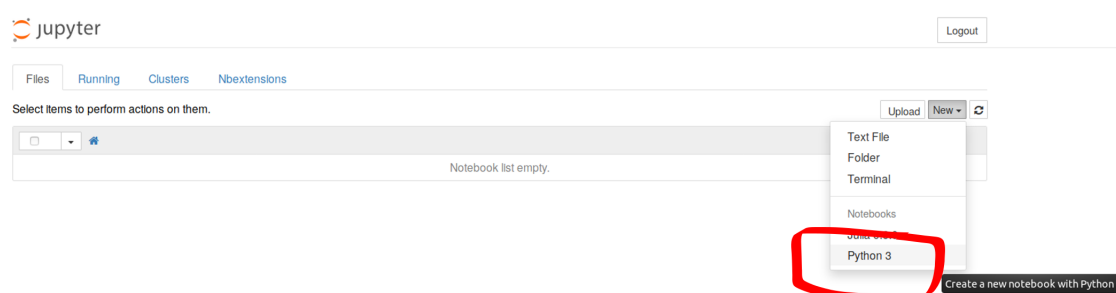 jupyter
Logout
Files Running Clusters Nbextensions
Select items to perform actions on them.
Upload New
Notebook list empty.
Text File
Folder
Terminal
Notebooks
Python 3
Create a new notebook with Python